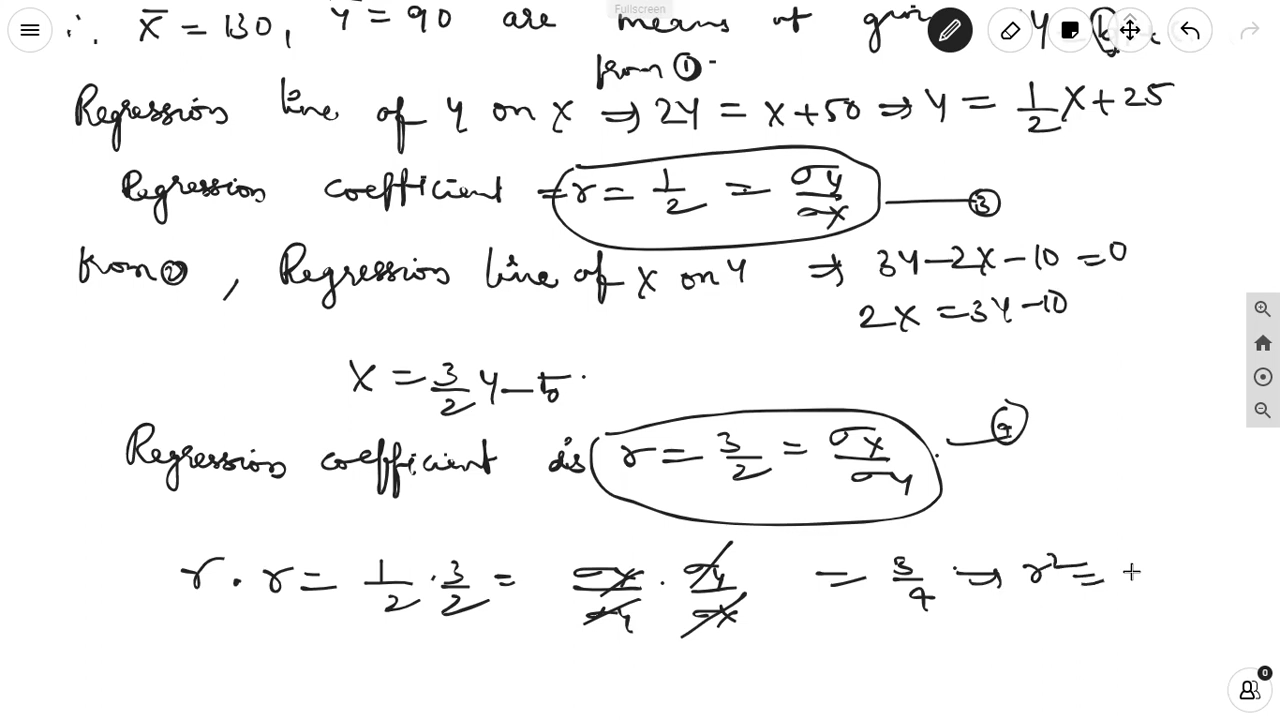 Fullscreen
∴ X̅ = 130, Y̅ = 90 are means of
from ①
Regression line of Y on X ⇒ 2Y = X + 50 ⇒ Y = 1/2 X + 25
Regression coefficient = r = 1/2 = σy/σx — ③
from ②, Regression line of X on Y ⇒ 3Y - 2X - 10 = 0
2X = 3Y - 10
X = 3/2 Y -
Regression coefficient is r = 3/2 = σx/σy — ④
r · r = 1/2 · 3/2 = σx/σy · σy/σx = 3/4 → r² = +
0